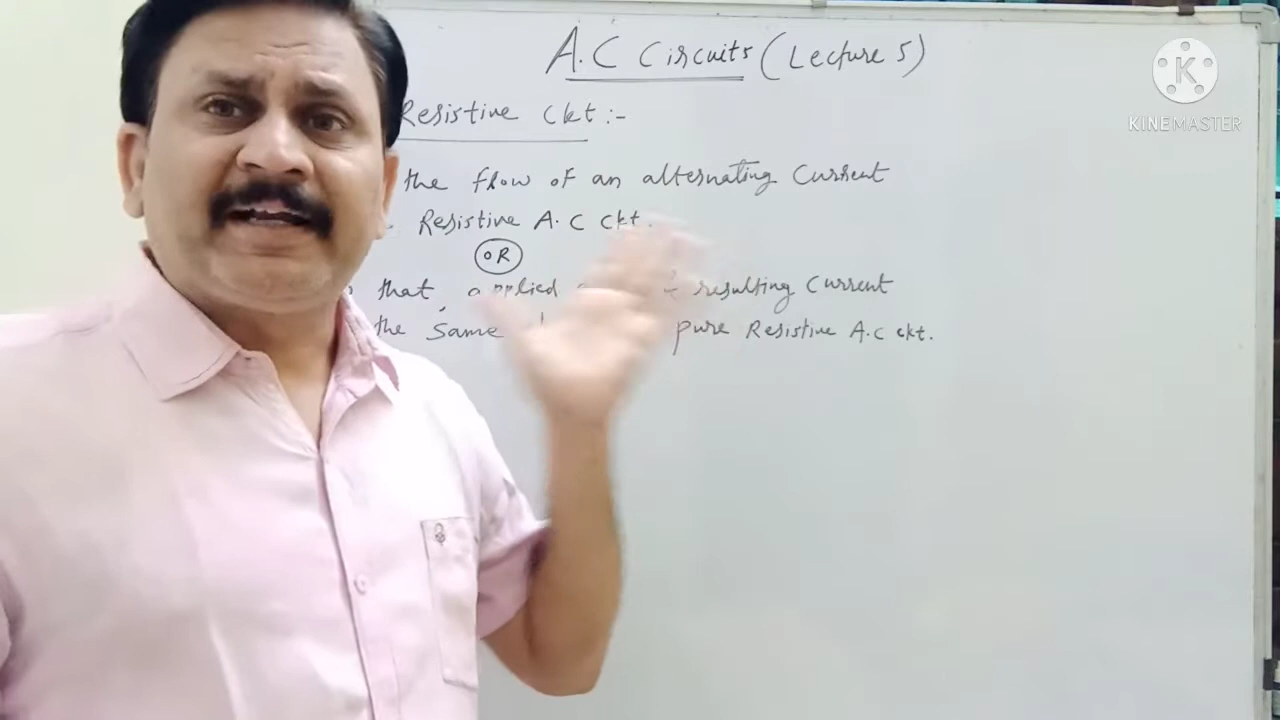 A.C Circuits (Lecture 5)
K
KINEMASTER
Resistive Ckt :-
the flow of an alternating Current
Resistive A.C Ckt.
OR
that, applied resulting Current
the Same pure Resistive A.C ckt.